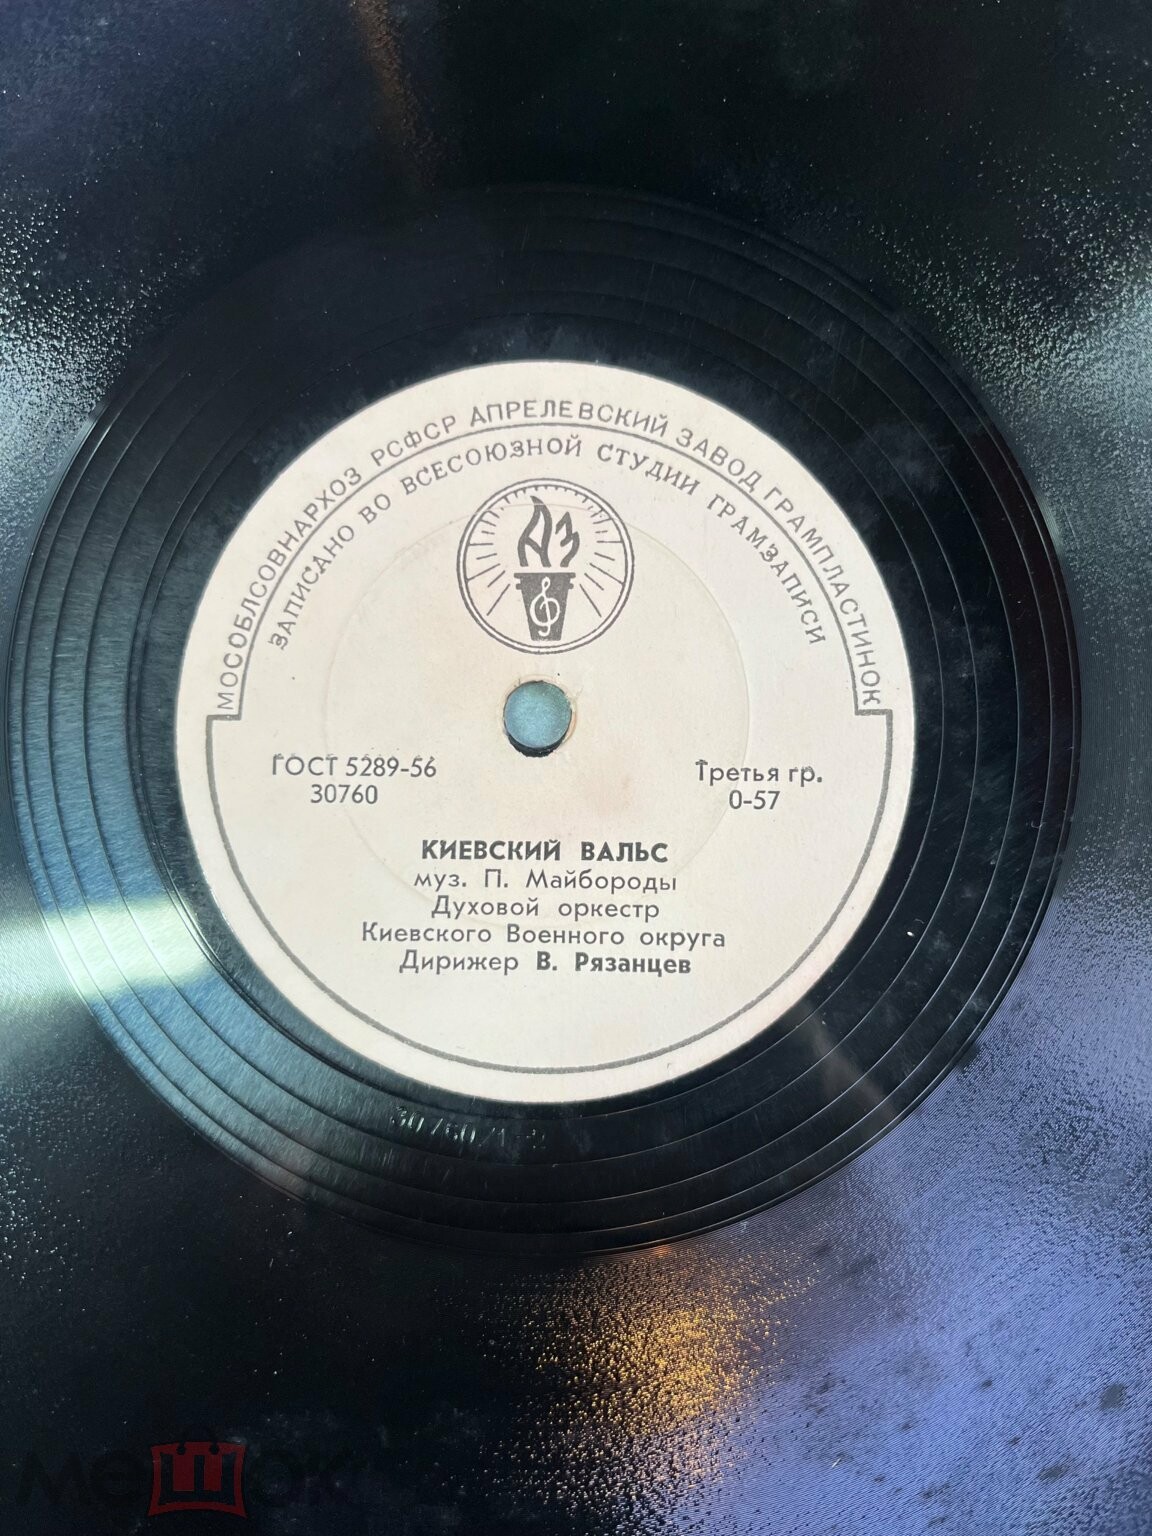 МОСОБЛСОВНАРХОЗ РСФСР АПРЕЛЕВСКИЙ ЗАВОД ГРАМПЛАСТИНОК
ЗАПИСАНО ВО ВСЕСОЮЗНОЙ СТУДИИ ГРАМЗАПИСИ
АЗ
ГОСТ 5289-56
30760
Третья гр.
0-57
КИЕВСКИЙ ВАЛЬС
муз. П. Майбороды
Духовой оркестр
Киевского Военного округа
Дирижер В. Рязанцев
мешок